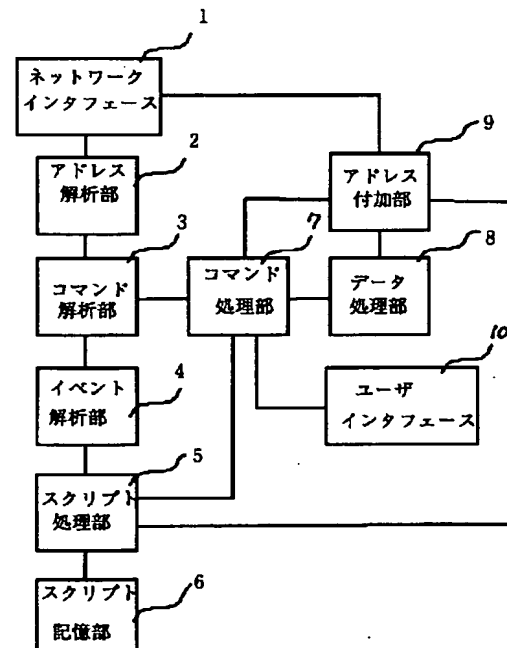 1
ネットワーク
インタフェース
2
アドレス
解析部
9
アドレス
付加部
3
コマンド
解析部
7
コマンド
処理部
8
データ
処理部
4
イベント
解析部
10
ユーザ
インタフェース
5
スクリプト
処理部
6
スクリプト
記憶部